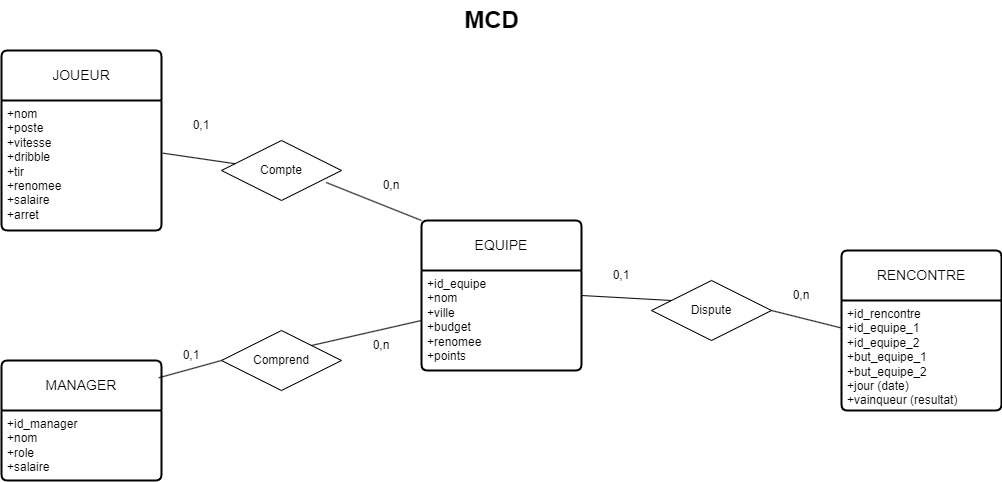 MCD
JOUEUR
+nom
+poste
+vitesse
+dribble
+tir
+renomee
+salaire
+arret
0,1
Compte
0,n
EQUIPE
+id_equipe
+nom
+ville
+budget
+renomee
+points
0,1
Dispute
0,n
RENCONTRE
+id_rencontre
+id_equipe_1
+id_equipe_2
+but_equipe_1
+but_equipe_2
+jour (date)
+vainqueur (resultat)
0,n
Comprend
0,1
MANAGER
+id_manager
+nom
+role
+salaire